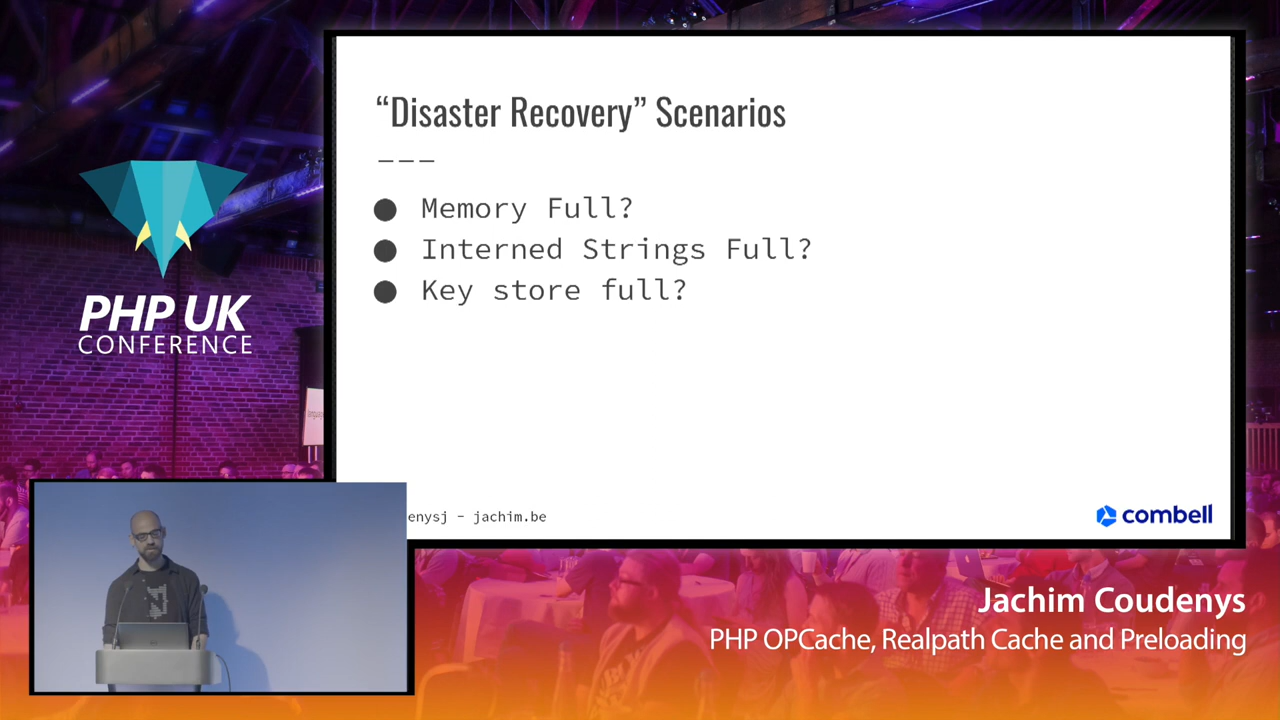 “Disaster Recovery” Scenarios
---
● Memory Full?
● Interned Strings Full?
● Key store full?
enysj - jachim.be
combell
PHP UK
CONFERENCE
Jachim Coudenys
PHP OPCache, Realpath Cache and Preloading